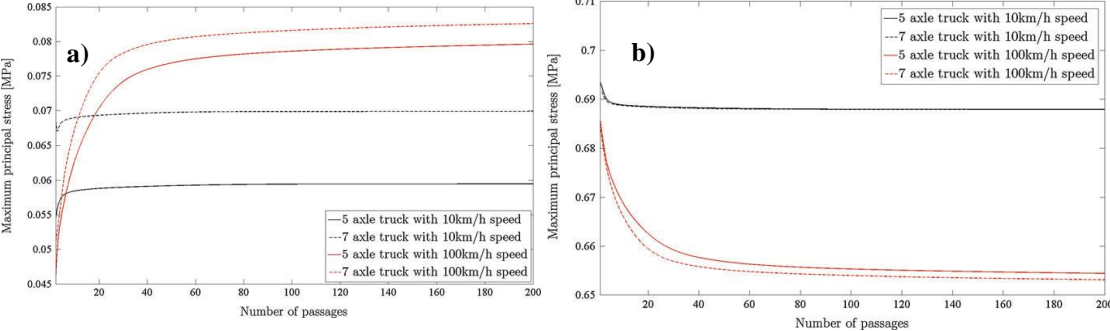 a)
Maximum principal stress [MPa]
0.085
0.08
0.075
0.07
0.065
0.06
0.055
0.05
0.045
20 40 60 80 100 120 140 160 180 200
Number of passages
5 axle truck with 10km/h speed
7 axle truck with 10km/h speed
5 axle truck with 100km/h speed
7 axle truck with 100km/h speed
b)
Maximum principal stress [MPa]
0.71
0.7
0.69
0.68
0.67
0.66
0.65
20 40 60 80 100 120 140 160 180 200
Number of passages
5 axle truck with 10km/h speed
7 axle truck with 10km/h speed
5 axle truck with 100km/h speed
7 axle truck with 100km/h speed